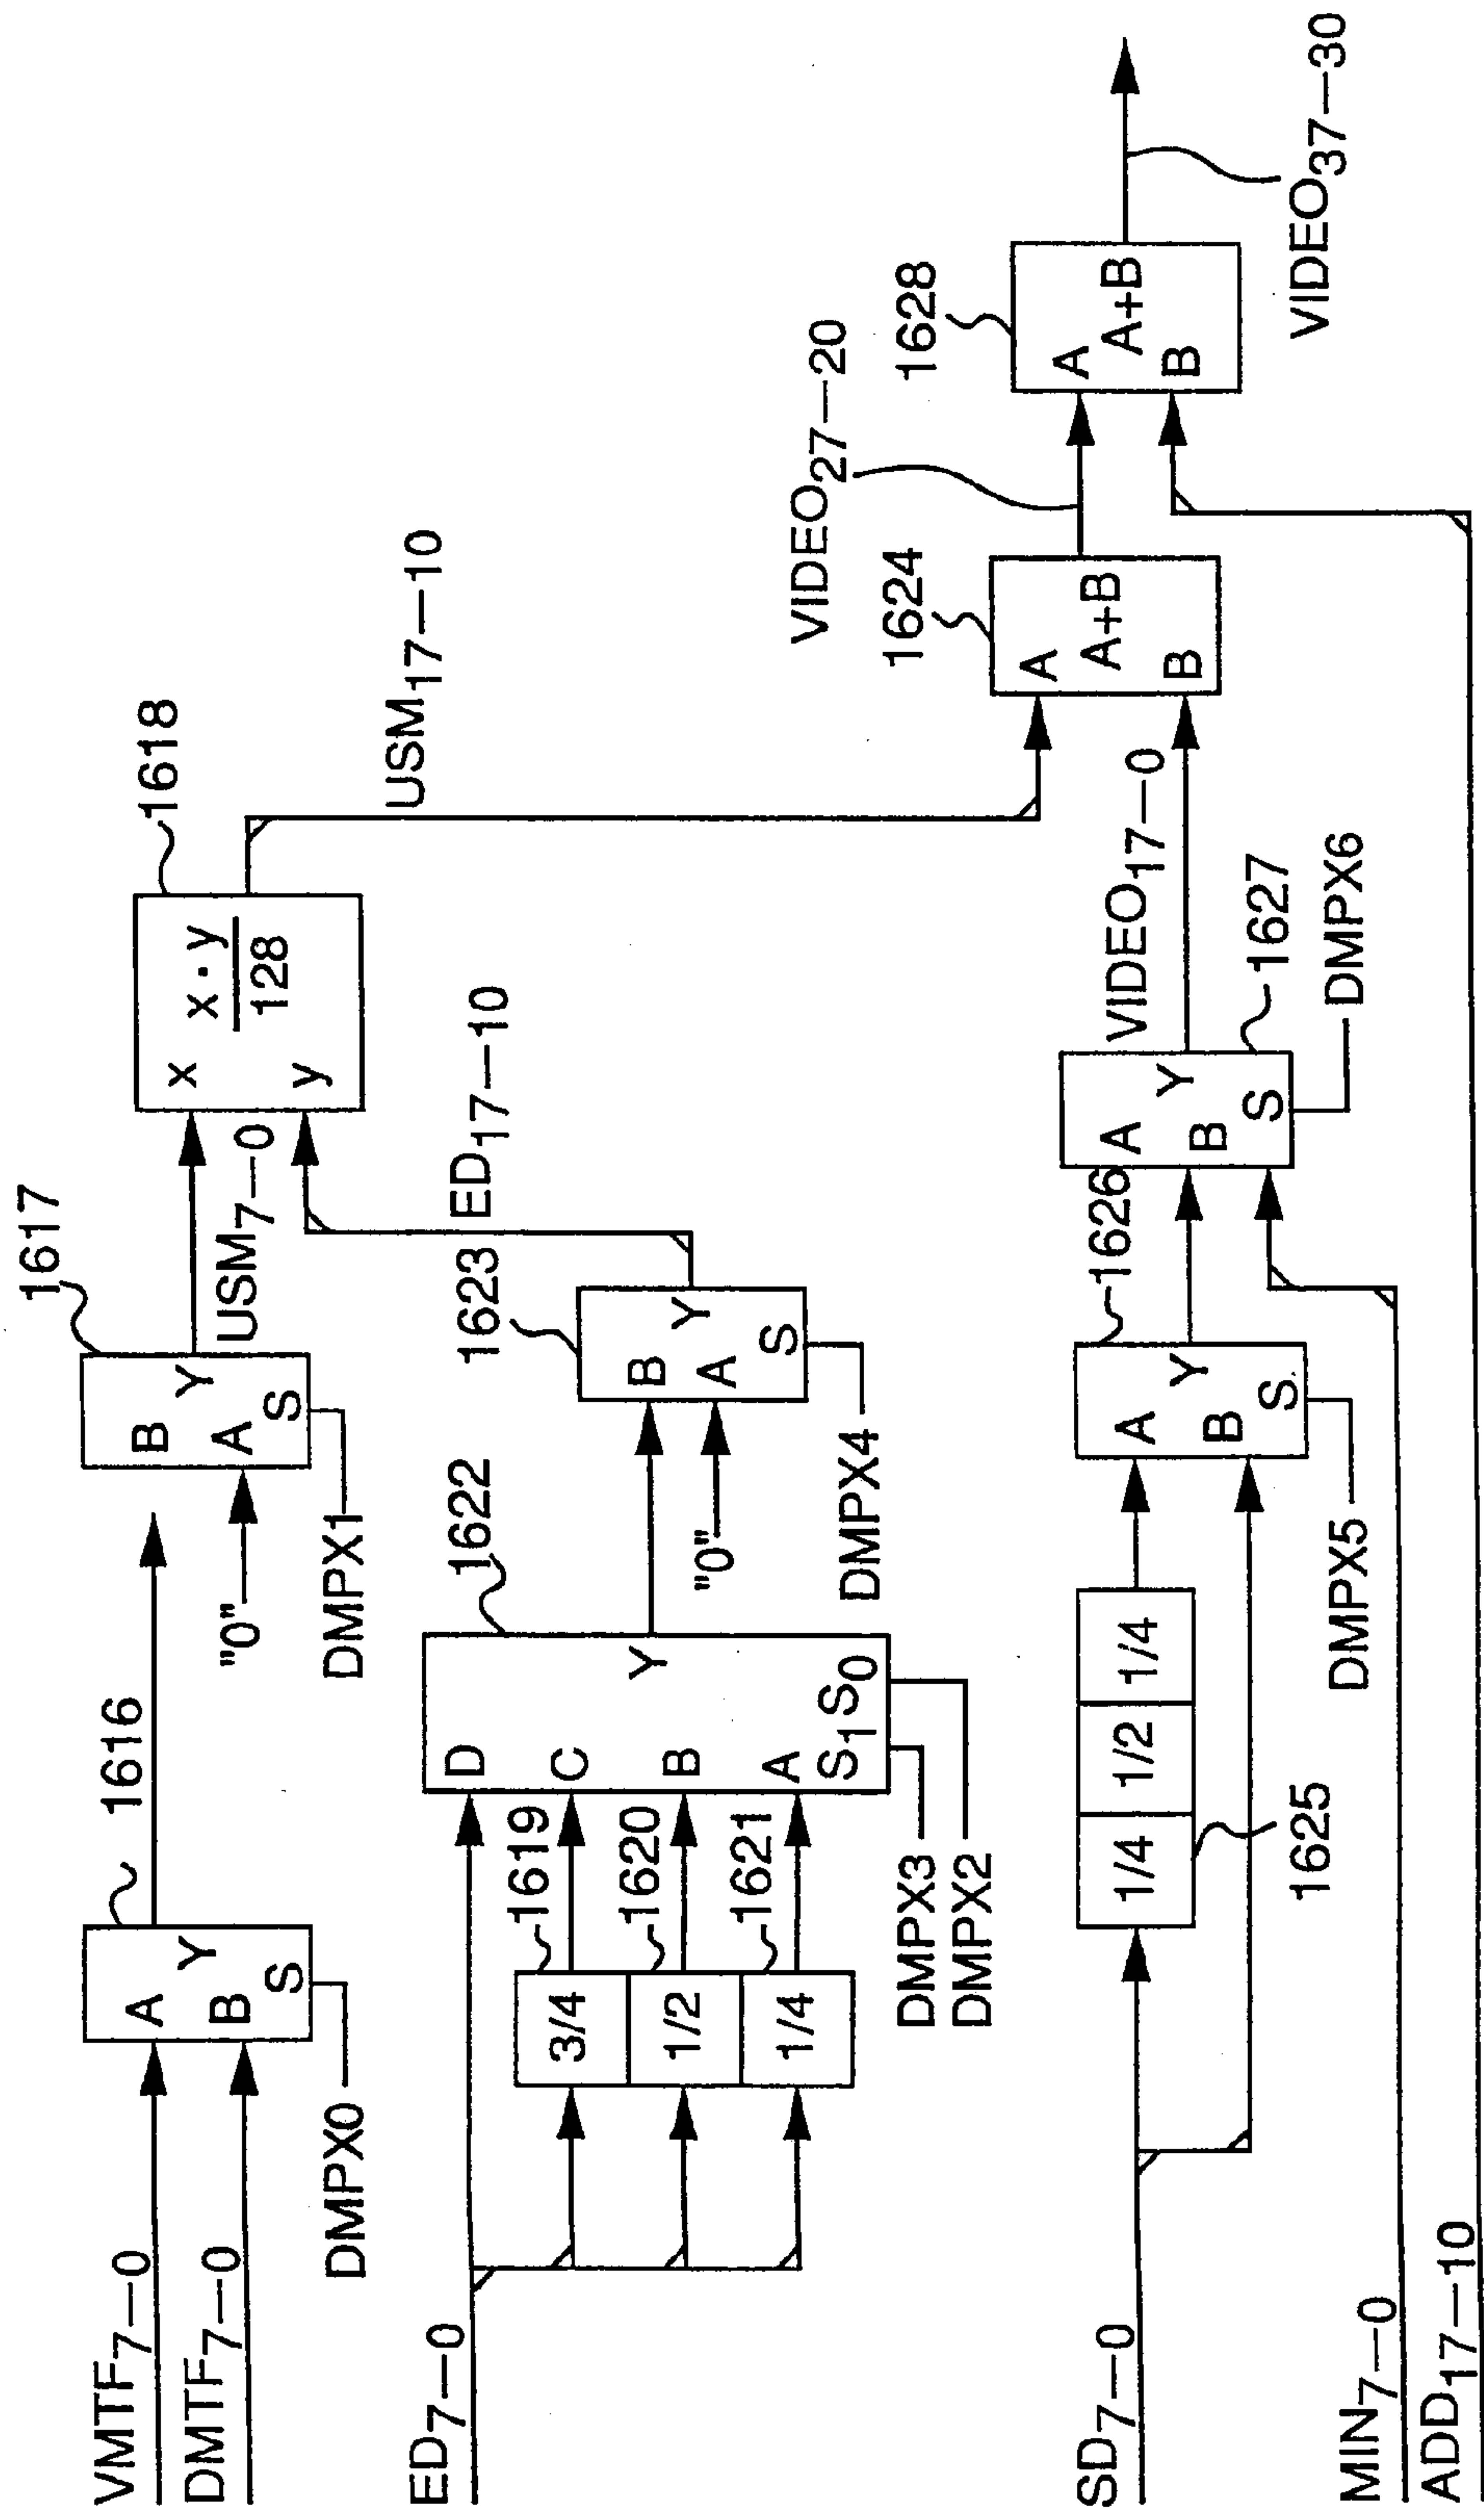 VMTF7—0
DMTF7—0
A
B
Y
S
DMPX0
1616
"0"
B
A
Y
S
DMPX1
1617
USM7—0
x
y
x·y
128
1618
USM17—10
ED7—0
3/4
1/2
1/4
1619
1620
1621
D
C
B
A
Y
S1 S0
DMPX3
DMPX2
1622
"0"
B
A
Y
S
DMPX4
1623
ED17—10
SD7—0
1/4 1/2 1/4
1625
A
B
Y
S
DMPX5
1626
A
B
Y
S
DMPX6
1627
VIDEO17—0
A
B
A+B
1624
VIDEO27—20
A
B
A+B
1628
VIDEO37—30
MIN7—0
ADD17—10